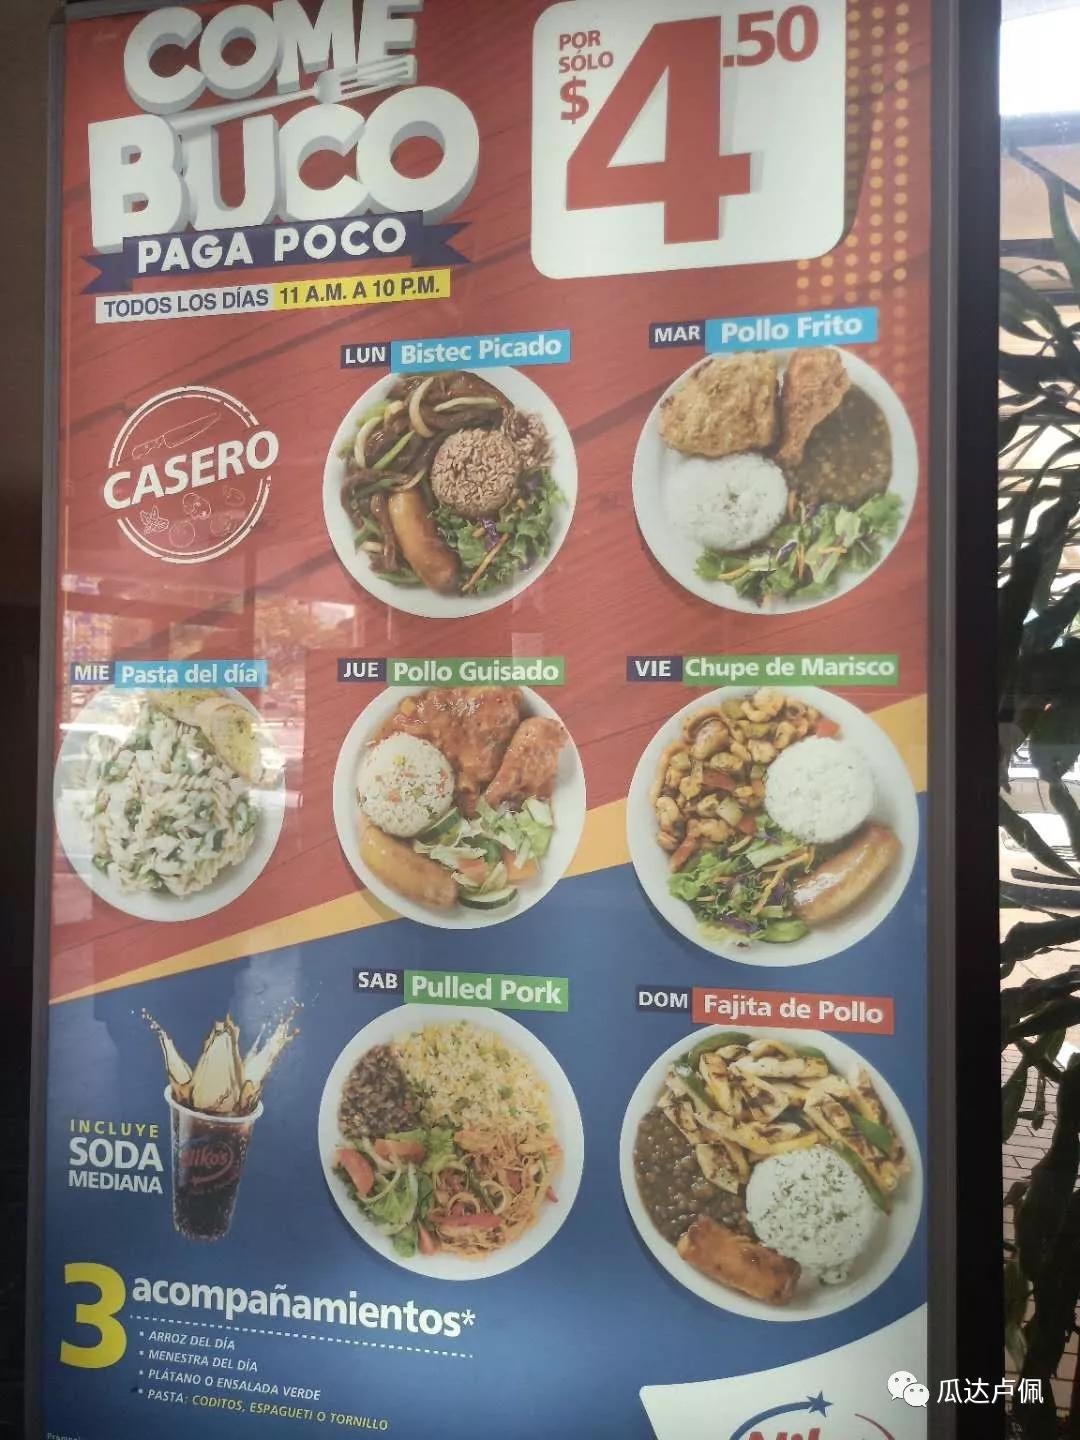 COME
BUCO
PAGA POCO
TODOS LOS DÍAS 11 A.M. A 10 P.M.
POR
SÓLO
$4.50
LUN Bistec Picado
MAR Pollo Frito
CASERO
MIE Pasta del día
JUE Pollo Guisado
VIE Chupe de Marisco
SAB Pulled Pork
DOM Fajita de Pollo
INCLUYE
SODA
MEDIANA
Niko's
3 acompañamientos*
• ARROZ DEL DÍA
• MENESTRA DEL DÍA
• PLÁTANO O ENSALADA VERDE
• PASTA: CODITOS, ESPAGUETI O TORNILLO
瓜达卢佩